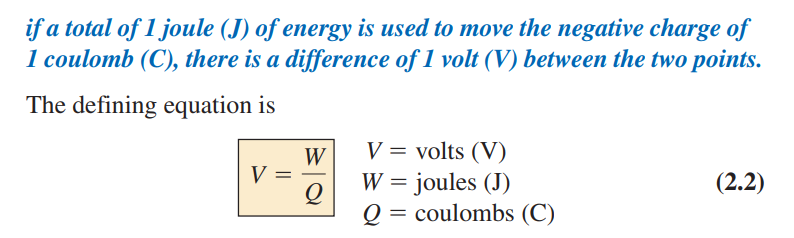 if a total of 1 joule (J) of energy is used to move the negative charge of
1 coulomb (C), there is a difference of 1 volt (V) between the two points.
The defining equation is
V = W/Q
V = volts (V)
W = joules (J)
Q = coulombs (C)
(2.2)